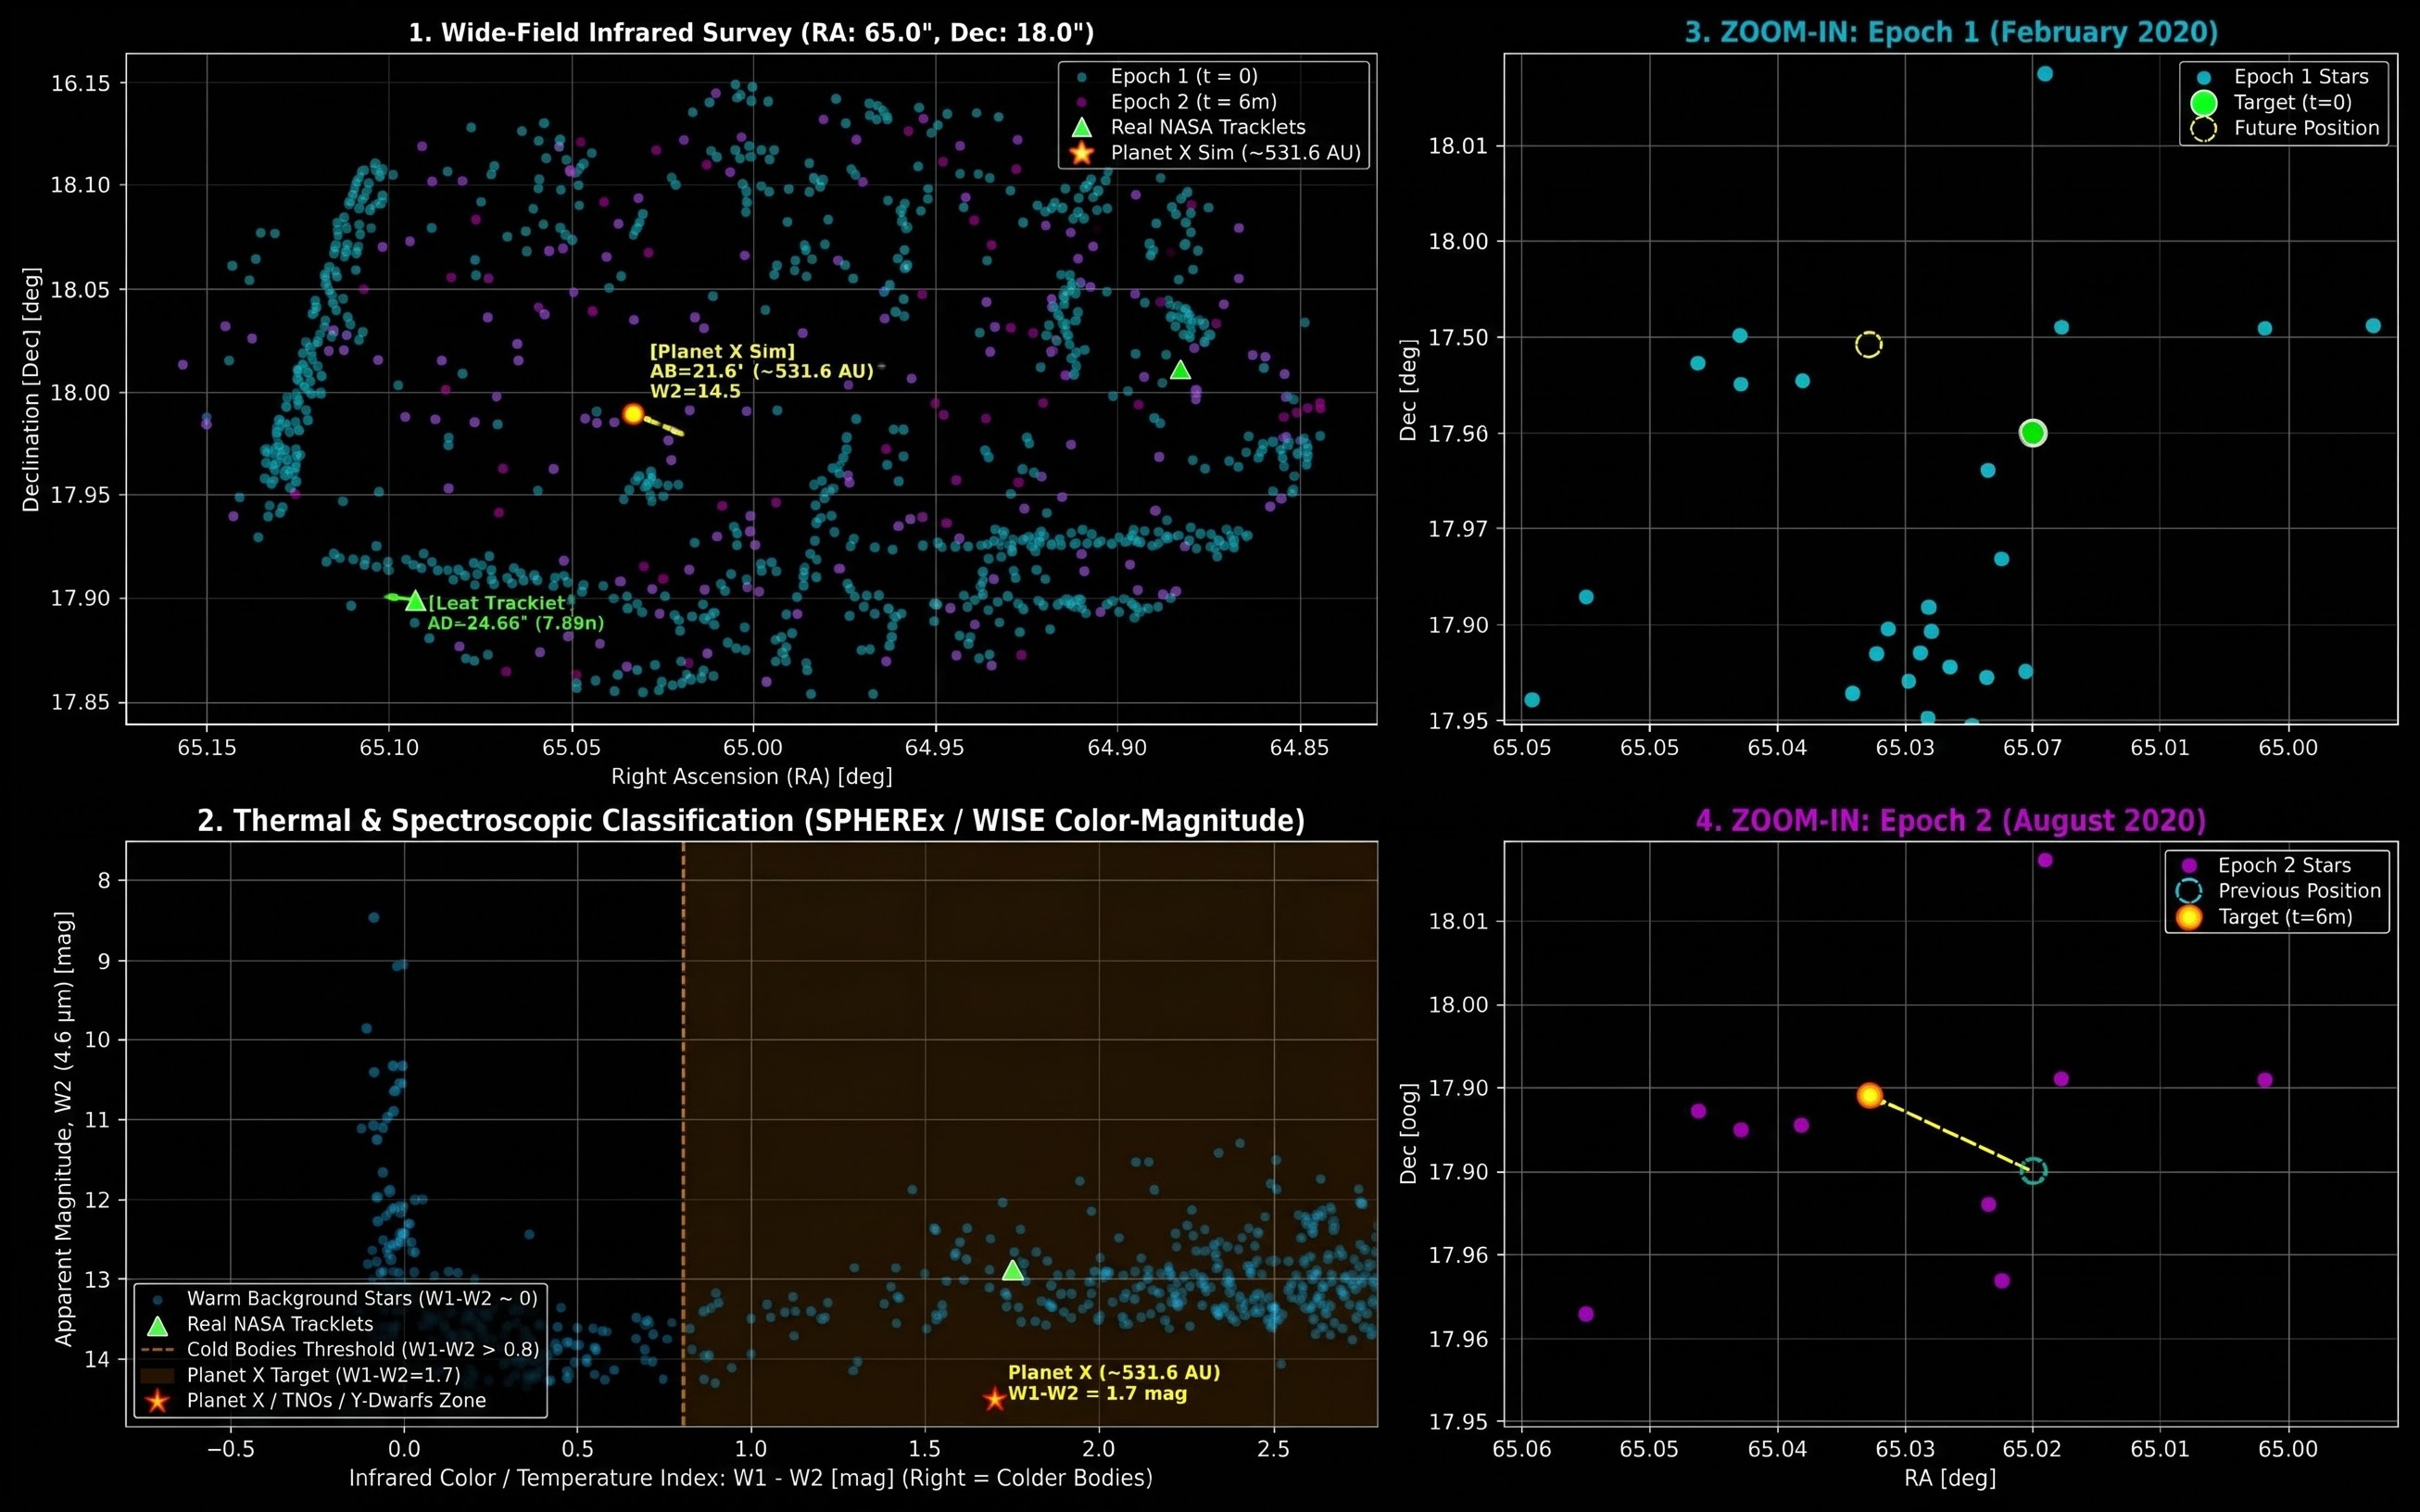 1. Wide-Field Infrared Survey (RA: 65.0", Dec: 18.0")
Epoch 1 (t = 0)
Epoch 2 (t = 6m)
Real NASA Tracklets
Planet X Sim (~531.6 AU)
[Planet X Sim]
AB=21.6' (~531.6 AU)
W2=14.5
[Leat Trackiet
AD-24.66" (7.89n)
Declination [Dec] [deg]
16.15
18.10
18.05
18.00
17.95
17.90
17.85
65.15
65.10
65.05
65.00
64.95
64.90
64.85
Right Ascension (RA) [deg]
3. ZOOM-IN: Epoch 1 (February 2020)
Epoch 1 Stars
Target (t=0)
Future Position
Dec [deg]
18.01
18.00
17.50
17.96
17.97
17.90
17.95
65.05
65.05
65.04
65.03
65.07
65.01
65.00
2. Thermal & Spectroscopic Classification (SPHEREx / WISE Color-Magnitude)
Apparent Magnitude, W2 (4.6 μm) [mag]
8
9
10
11
12
13
14
Warm Background Stars (W1-W2 ~ 0)
Real NASA Tracklets
Cold Bodies Threshold (W1-W2 > 0.8)
Planet X Target (W1-W2=1.7)
Planet X / TNOs / Y-Dwarfs Zone
Planet X (~531.6 AU)
W1-W2 = 1.7 mag
−0.5
0.0
0.5
1.0
1.5
2.0
2.5
Infrared Color / Temperature Index: W1 - W2 [mag] (Right = Colder Bodies)
4. ZOOM-IN: Epoch 2 (August 2020)
Epoch 2 Stars
Previous Position
Target (t=6m)
Dec [oog]
18.01
18.00
17.90
17.90
17.96
17.96
17.95
65.06
65.05
65.04
65.03
65.02
65.01
65.00
RA [deg]